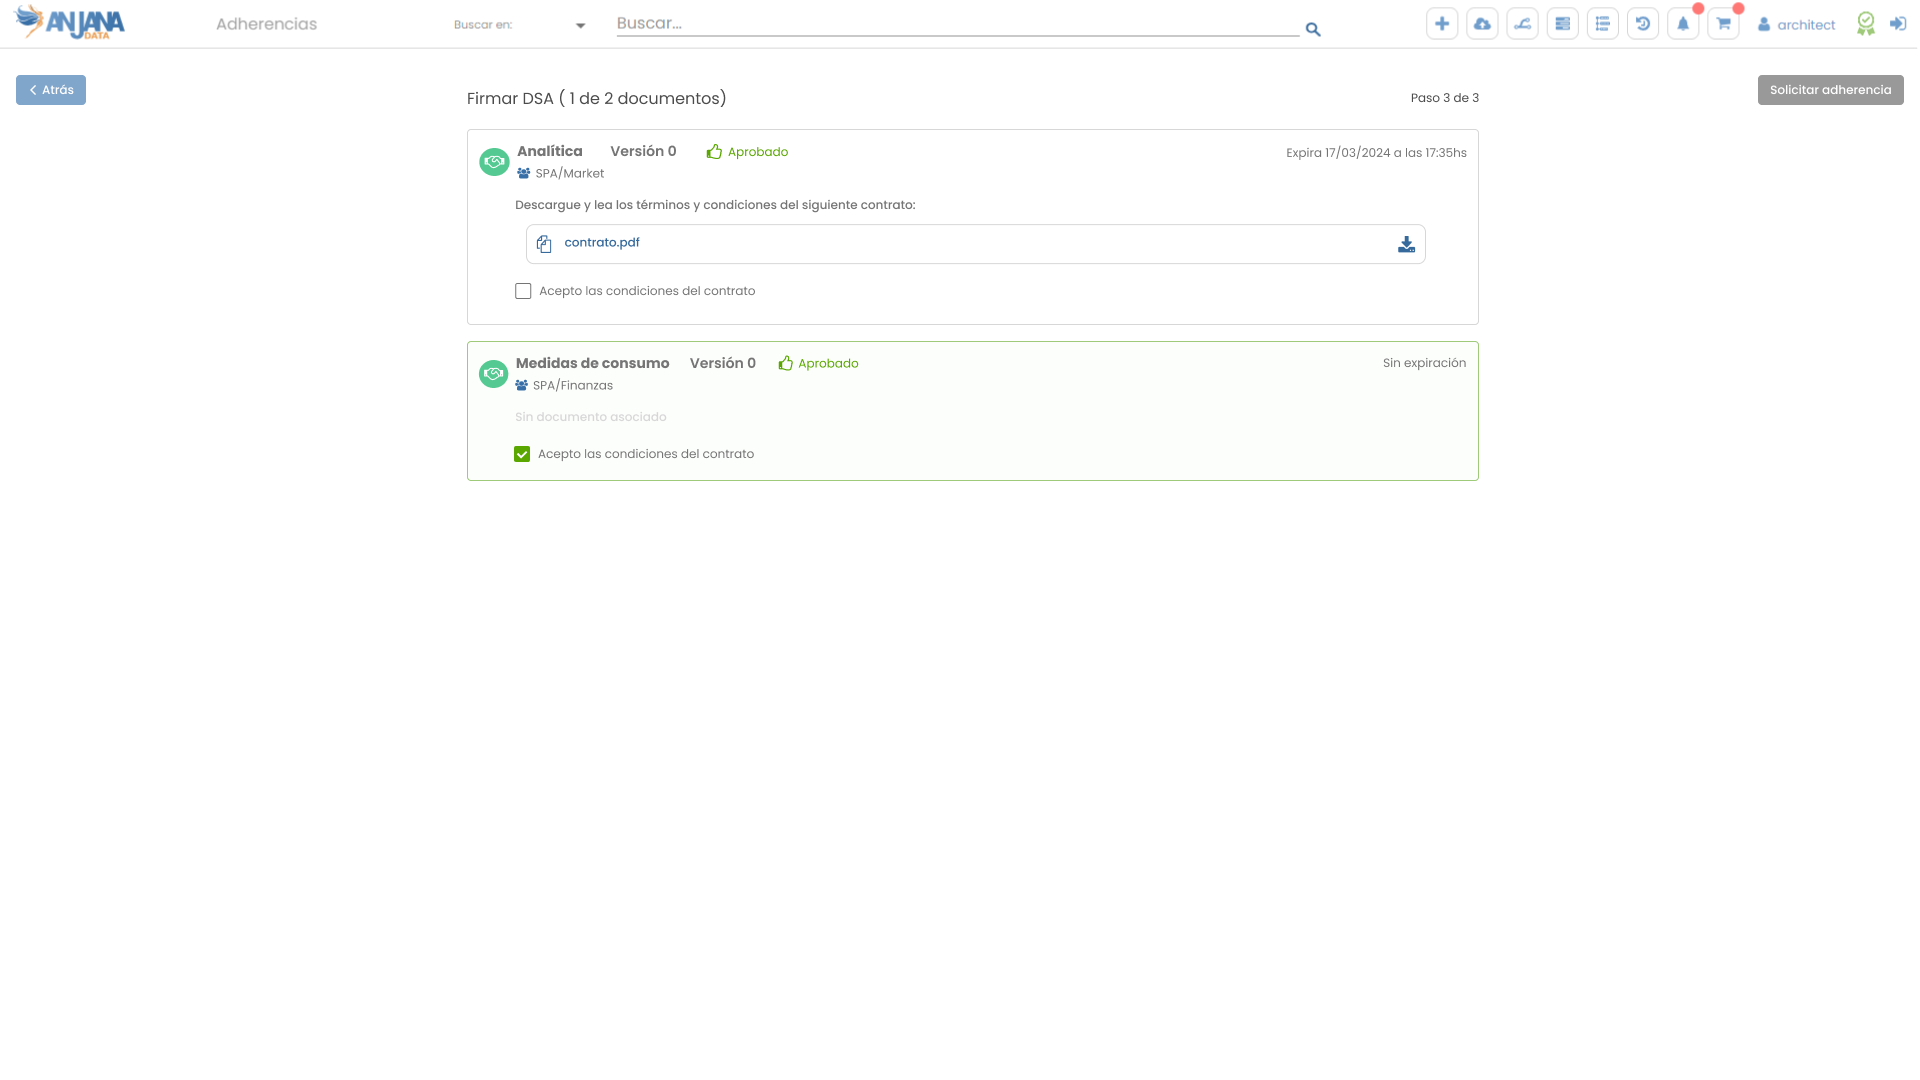 ANJANA
DATA
Adherencias
Buscar en:
Buscar...
architect
Atrás
Firmar DSA ( 1 de 2 documentos)
Paso 3 de 3
Solicitar adherencia
Analítica Versión 0 Aprobado
Expira 17/03/2024 a las 17:35hs
SPA/Market
Descargue y lea los términos y condiciones del siguiente contrato:
contrato.pdf
Acepto las condiciones del contrato
Medidas de consumo Versión 0 Aprobado
Sin expiración
SPA/Finanzas
Sin documento asociado
Acepto las condiciones del contrato